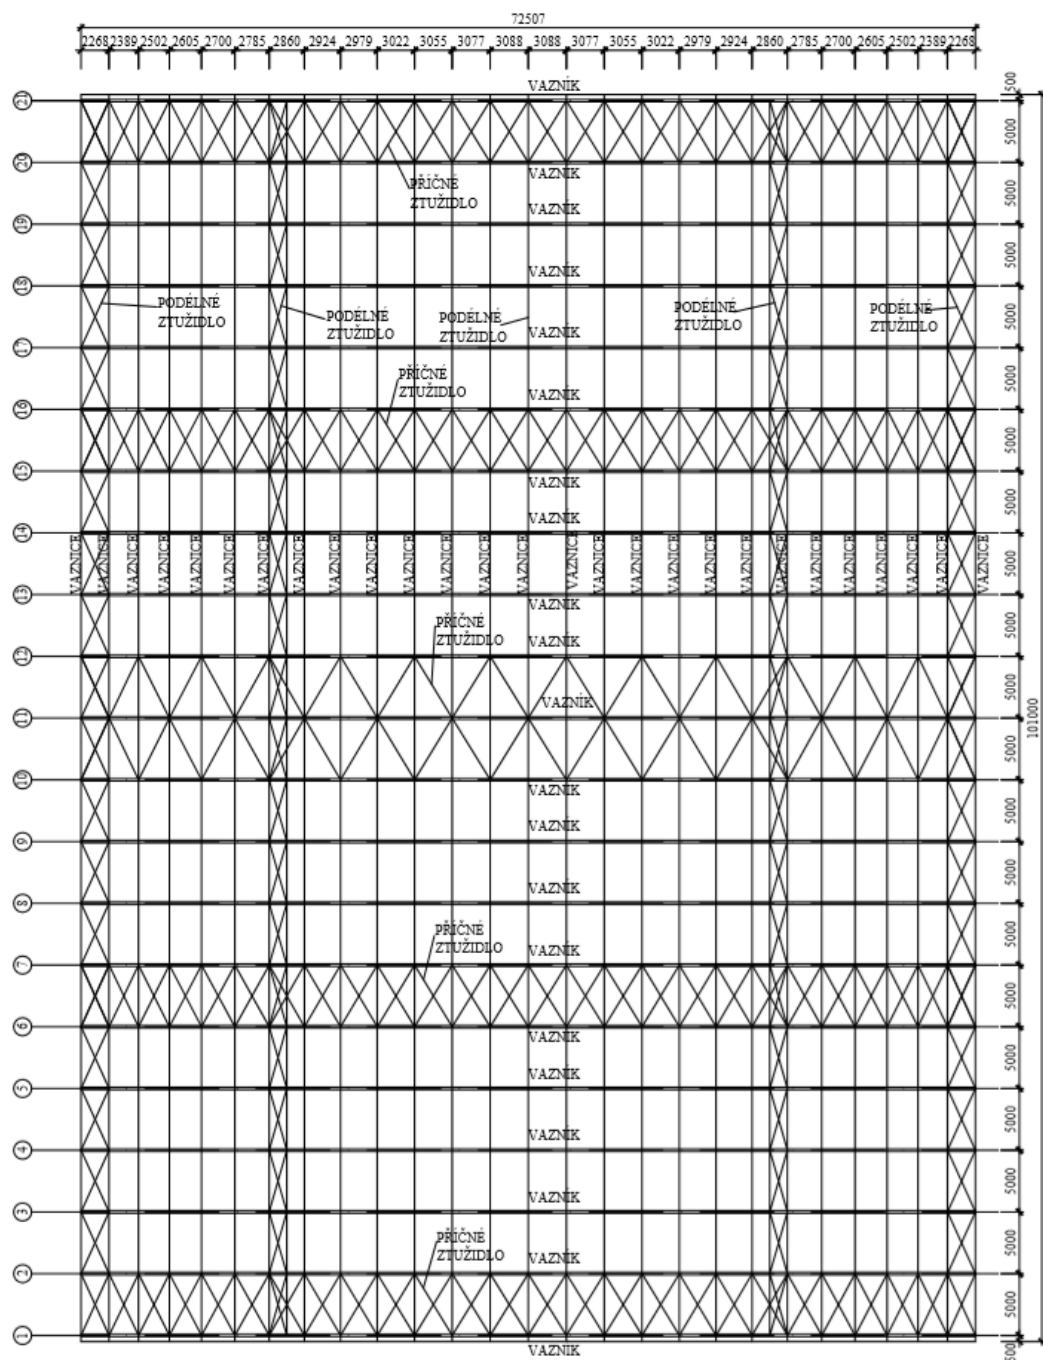 72507
2268 2389 2502 2605 2700 2785 2860 2924 2979 3022 3055 3077 3088 3088 3077 3055 3022 2979 2924 2860 2785 2700 2605 2502 2389 2268
VAZNÍK
500
21
5000
PŘÍČNÉ
ZTUŽIDLO
20
VAZNÍK
5000
VAZNÍK
19
5000
VAZNÍK
18
PODÉLNÉ
ZTUŽIDLO
PODÉLNÉ
ZTUŽIDLO
PODÉLNÉ
ZTUŽIDLO
PODÉLNÉ
ZTUŽIDLO
PODÉLNÉ
ZTUŽIDLO
5000
VAZNÍK
17
PŘÍČNÉ
ZTUŽIDLO
5000
VAZNÍK
16
5000
15
VAZNÍK
5000
VAZNÍK
14
VAZNICE VAZNICE VAZNICE VAZNICE VAZNICE VAZNICE VAZNICE VAZNICE VAZNICE VAZNICE VAZNICE VAZNICE VAZNICE VAZNICE VAZNICE VAZNICE VAZNICE VAZNICE VAZNICE VAZNICE VAZNICE VAZNICE VAZNICE VAZNICE VAZNICE VAZNICE VAZNICE
5000
13
VAZNÍK
PŘÍČNÉ
ZTUŽIDLO
5000
VAZNÍK
12
5000
VAZNÍK
11
101000
5000
10
VAZNÍK
5000
VAZNÍK
9
5000
VAZNÍK
8
PŘÍČNÉ
ZTUŽIDLO
5000
VAZNÍK
7
5000
6
VAZNÍK
5000
VAZNÍK
5
5000
VAZNÍK
4
5000
VAZNÍK
3
PŘÍČNÉ
ZTUŽIDLO
5000
VAZNÍK
2
5000
1
VAZNÍK
500